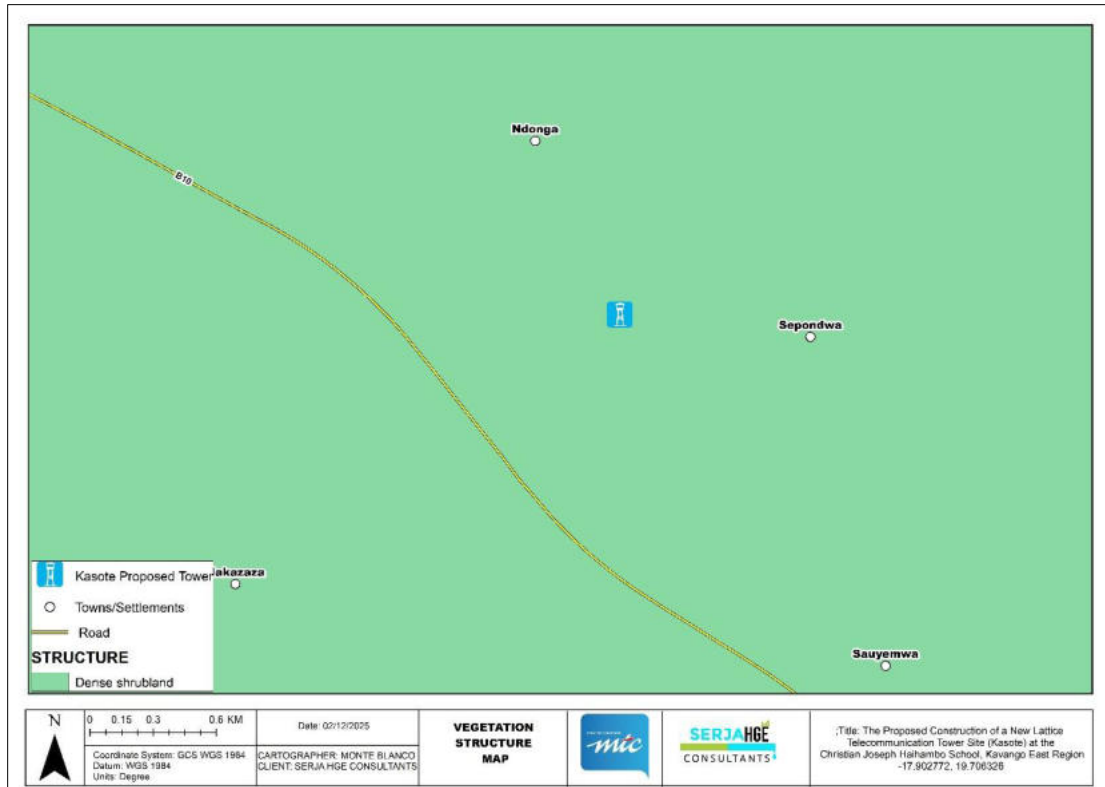 Ndonga
B10
Sepondwa
Kasote Proposed Tower
akazaza
Towns/Settlements
Road
STRUCTURE
Dense shrubland
Sauyemwa
N
0 0.15 0.3 0.6 KM
Coordinate System: GCS WGS 1984
Datum: WGS 1984
Units: Degree
Date: 02/12/2025
CARTOGRAPHER: MONTE BLANCO
CLIENT: SERJA HGE CONSULTANTS
VEGETATION
STRUCTURE
MAP
mtc
SERJAHGE
CONSULTANTS
;Title: The Proposed Construction of a New Lattice
Telecommunication Tower Site (Kasote) at the
Christian Joseph Haihambo School, Kavango East Region
-17.902772, 19.706326